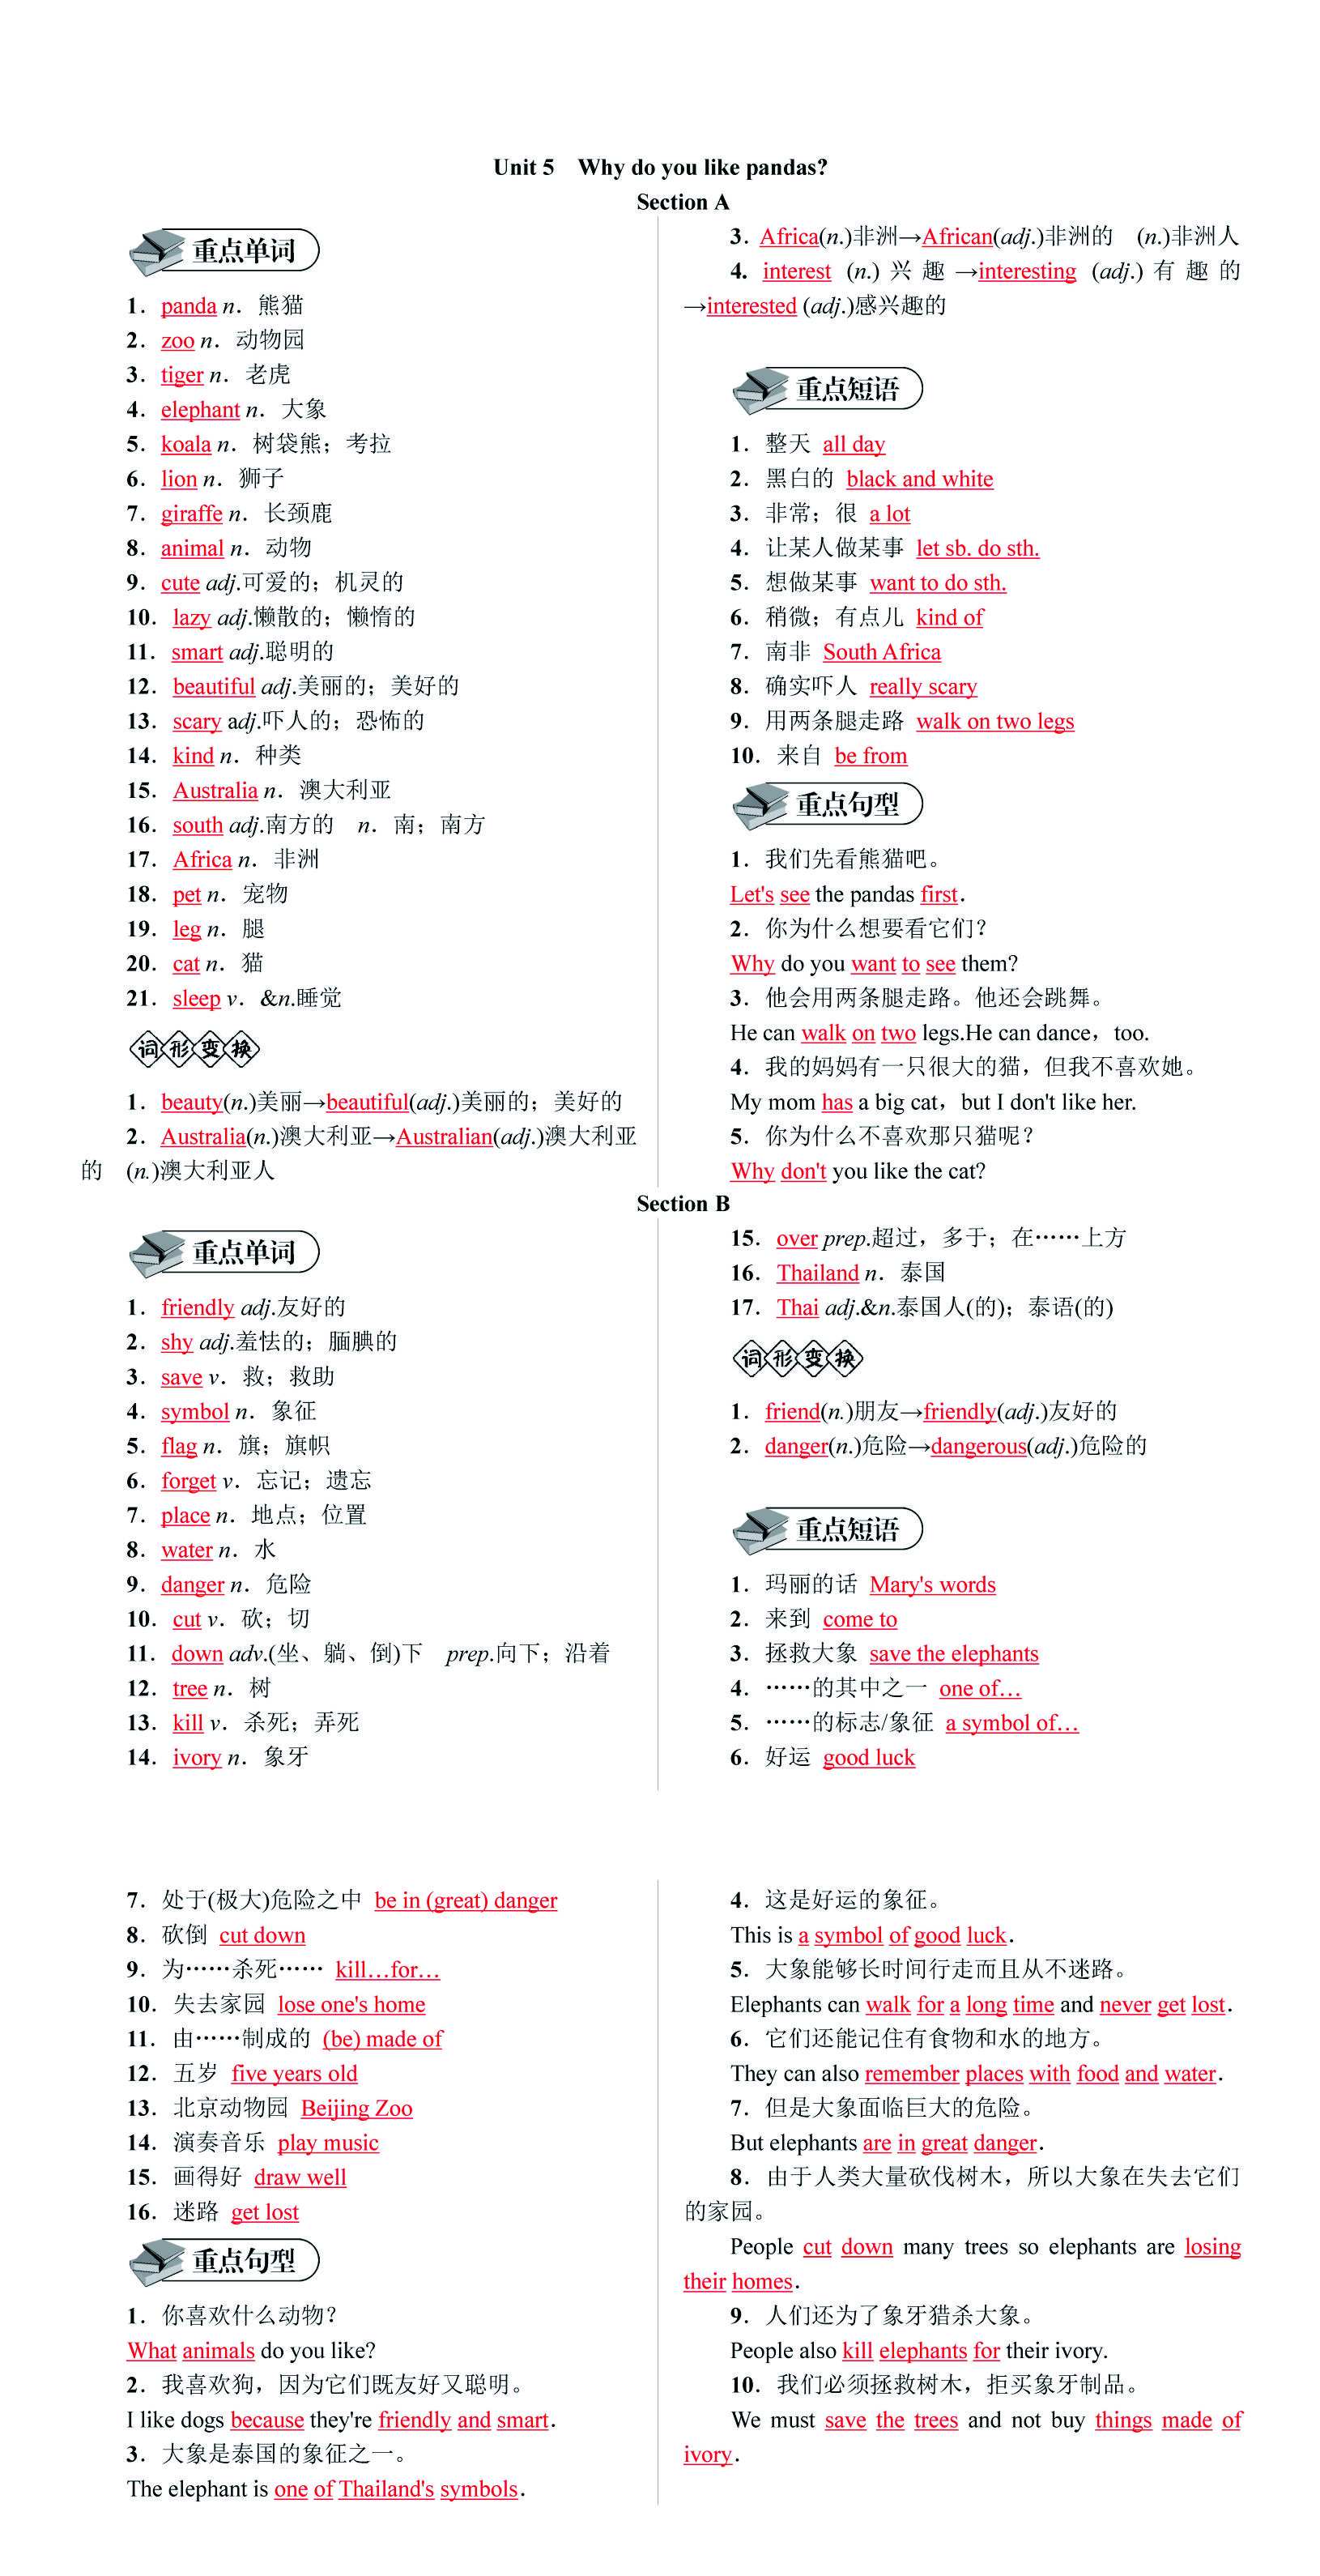 Unit 5　Why do you like pandas?
Section A
重点单词
1．panda n．熊猫
2．zoo n．动物园
3．tiger n．老虎
4．elephant n．大象
5．koala n．树袋熊；考拉
6．lion n．狮子
7．giraffe n．长颈鹿
8．animal n．动物
9．cute adj.可爱的；机灵的
10．lazy adj.懒散的；懒惰的
11．smart adj.聪明的
12．beautiful adj.美丽的；美好的
13．scary adj.吓人的；恐怖的
14．kind n．种类
15．Australia n．澳大利亚
16．south adj.南方的　n．南；南方
17．Africa n．非洲
18．pet n．宠物
19．leg n．腿
20．cat n．猫
21．sleep v．&n.睡觉
词形变换
1．beauty(n.)美丽→beautiful(adj.)美丽的；美好的
2．Australia(n.)澳大利亚→Australian(adj.)澳大利亚
的　(n.)澳大利亚人
3．Africa(n.)非洲→African(adj.)非洲的　(n.)非洲人
4. interest (n.)兴趣→interesting (adj.)有趣的
→interested (adj.)感兴趣的
重点短语
1．整天 all day
2．黑白的 black and white
3．非常；很 a lot
4．让某人做某事 let sb. do sth.
5．想做某事 want to do sth.
6．稍微；有点儿 kind of
7．南非 South Africa
8．确实吓人 really scary
9．用两条腿走路 walk on two legs
10．来自 be from
重点句型
1．我们先看熊猫吧。
Let's see the pandas first.
2．你为什么想要看它们？
Why do you want to see them?
3．他会用两条腿走路。他还会跳舞。
He can walk on two legs.He can dance，too.
4．我的妈妈有一只很大的猫，但我不喜欢她。
My mom has a big cat，but I don't like her.
5．你为什么不喜欢那只猫呢？
Why don't you like the cat?
Section B
重点单词
1．friendly adj.友好的
2．shy adj.羞怯的；腼腆的
3．save v．救；救助
4．symbol n．象征
5．flag n．旗；旗帜
6．forget v．忘记；遗忘
7．place n．地点；位置
8．water n．水
9．danger n．危险
10．cut v．砍；切
11．down adv.(坐、躺、倒)下　prep.向下；沿着
12．tree n．树
13．kill v．杀死；弄死
14．ivory n．象牙
15．over prep.超过，多于；在……上方
16．Thailand n．泰国
17．Thai adj.&n.泰国人(的)；泰语(的)
词形变换
1．friend(n.)朋友→friendly(adj.)友好的
2．danger(n.)危险→dangerous(adj.)危险的
重点短语
1．玛丽的话 Mary's words
2．来到 come to
3．拯救大象 save the elephants
4．……的其中之一 one of…
5．……的标志/象征 a symbol of…
6．好运 good luck
7．处于(极大)危险之中 be in (great) danger
8．砍倒 cut down
9．为……杀死…… kill…for…
10．失去家园 lose one's home
11．由……制成的 (be) made of
12．五岁 five years old
13．北京动物园 Beijing Zoo
14．演奏音乐 play music
15．画得好 draw well
16．迷路 get lost
重点句型
1．你喜欢什么动物？
What animals do you like?
2．我喜欢狗，因为它们既友好又聪明。
I like dogs because they're friendly and smart.
3．大象是泰国的象征之一。
The elephant is one of Thailand's symbols.
4．这是好运的象征。
This is a symbol of good luck.
5．大象能够长时间行走而且从不迷路。
Elephants can walk for a long time and never get lost.
6．它们还能记住有食物和水的地方。
They can also remember places with food and water.
7．但是大象面临巨大的危险。
But elephants are in great danger.
8．由于人类大量砍伐树木，所以大象在失去它们
的家园。
People cut down many trees so elephants are losing
their homes.
9．人们还为了象牙猎杀大象。
People also kill elephants for their ivory.
10．我们必须拯救树木，拒买象牙制品。
We must save the trees and not buy things made of
ivory.